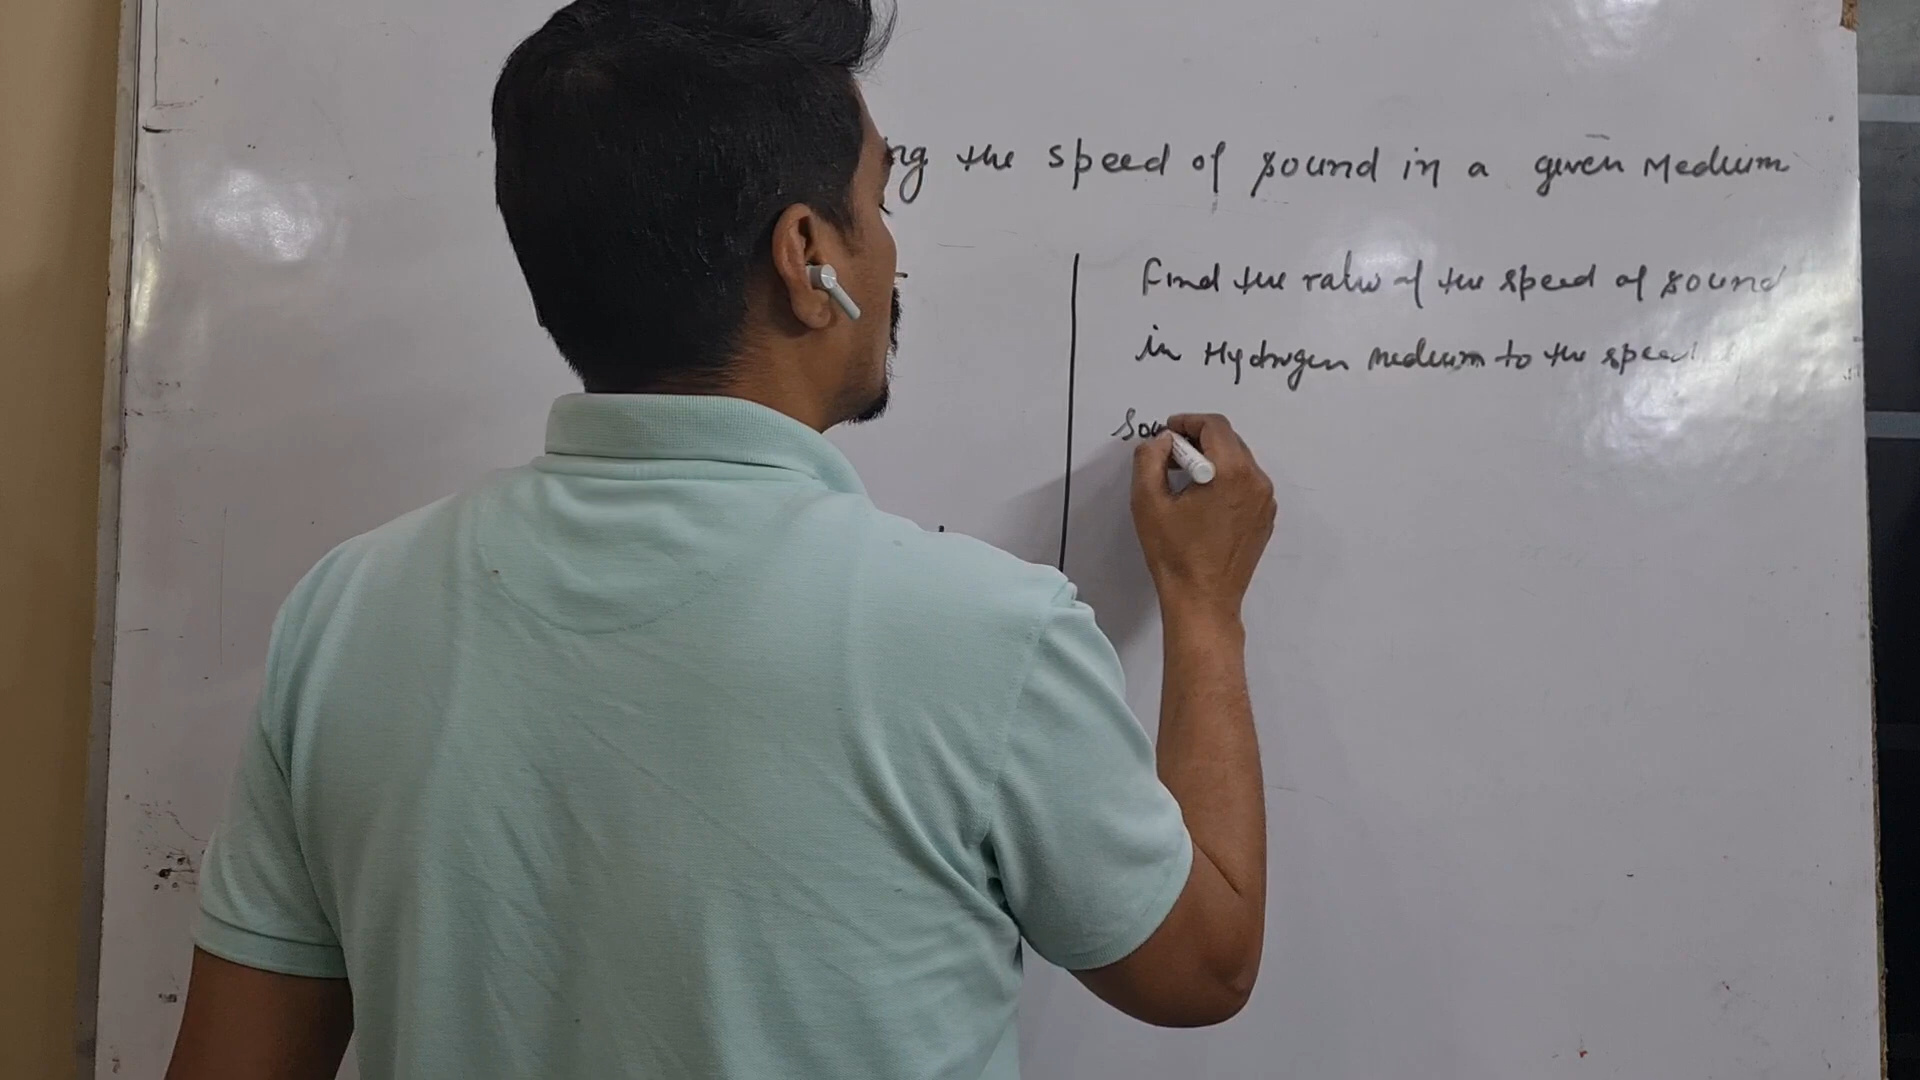 ng the speed of sound in a given Medium
Find the ratio of the speed of sound
in Hydrogen medium to the speed
Sou